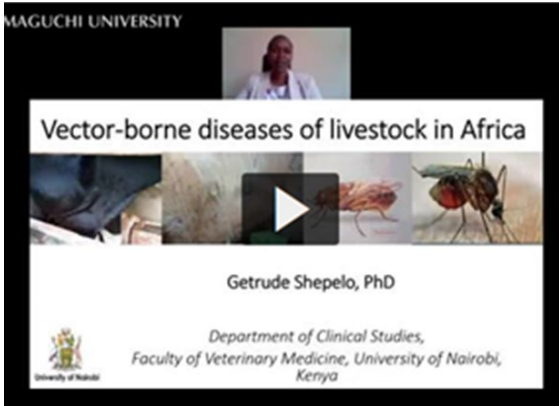 MAGUCHI UNIVERSITY
Vector-borne diseases of livestock in Africa
Getrude Shepelo, PhD
Department of Clinical Studies,
Faculty of Veterinary Medicine, University of Nairobi,
Kenya
University of Nairobi